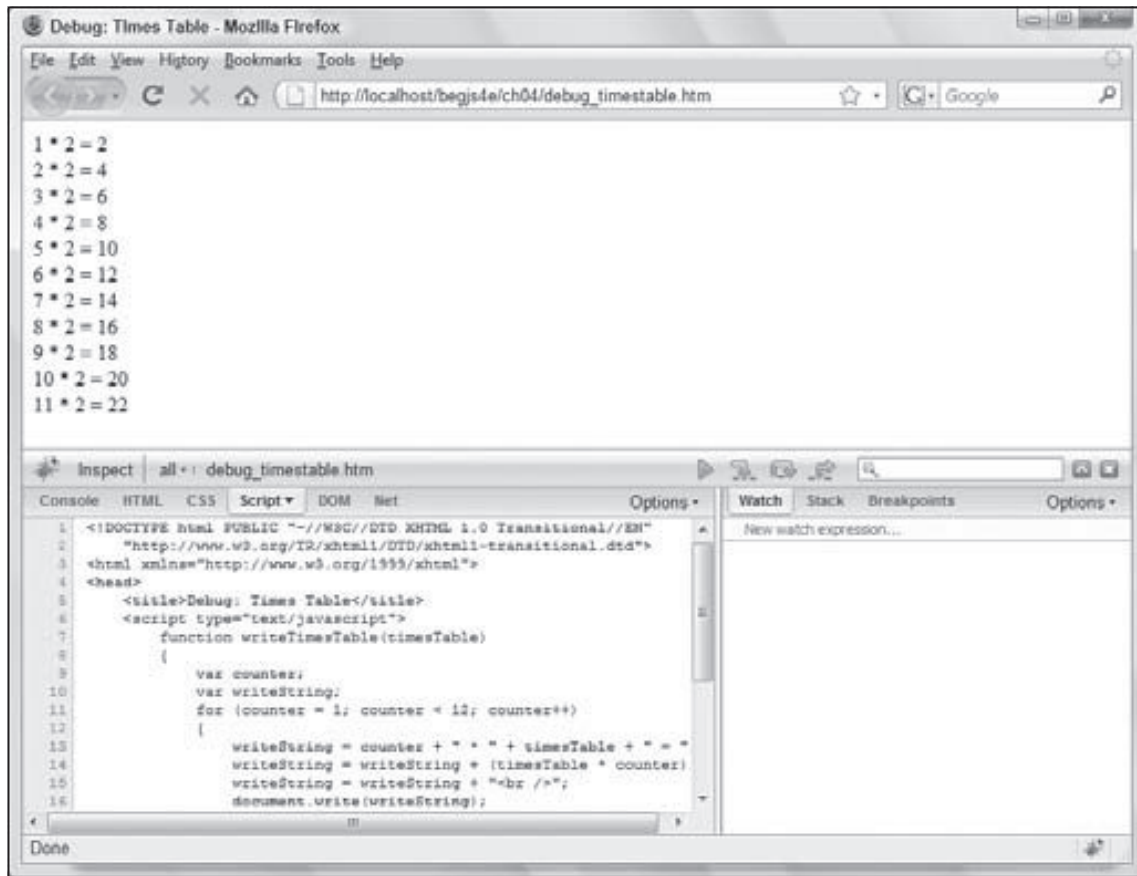 Debug: Times Table - Mozilla Firefox
File Edit View History Bookmarks Tools Help
http://localhost/begjs4e/ch04/debug_timestable.htm
G Google
1 * 2 = 2
2 * 2 = 4
3 * 2 = 6
4 * 2 = 8
5 * 2 = 10
6 * 2 = 12
7 * 2 = 14
8 * 2 = 16
9 * 2 = 18
10 * 2 = 20
11 * 2 = 22
Inspect all debug_timestable.htm
Console HTML CSS Script DOM Net Options
Watch Stack Breakpoints Options
New watch expression...
1 <!DOCTYPE html PUBLIC "-//W3C//DTD XHTML 1.0 Transitional//EN"
2 "http://www.w3.org/TR/xhtml1/DTD/xhtml1-transitional.dtd">
3 <html xmlns="http://www.w3.org/1999/xhtml">
4 <head>
5 <title>Debug: Times Table</title>
6 <script type="text/javascript">
7 function writeTimesTable(timesTable)
8 {
9 var counter;
10 var writeString;
11 for (counter = 1; counter < 12; counter++)
12 {
13 writeString = counter + " * " + timesTable + " = "
14 writeString = writeString + (timesTable * counter)
15 writeString = writeString + "<br />";
16 document.write(writeString);
Done